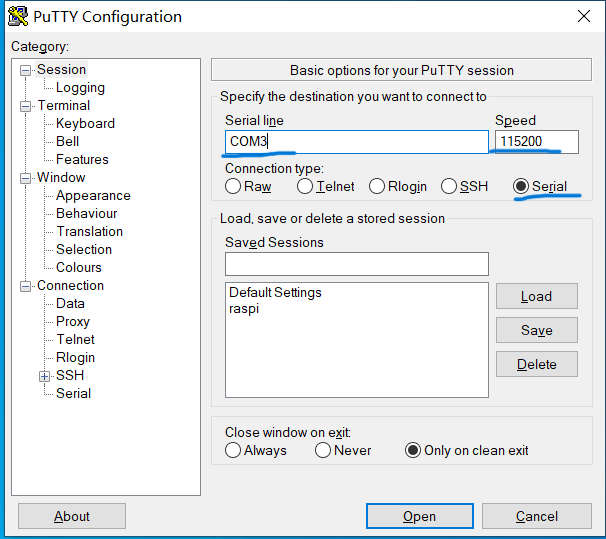 PuTTY Configuration
Category:
Session
Logging
Terminal
Keyboard
Bell
Features
Window
Appearance
Behaviour
Translation
Selection
Colours
Connection
Data
Proxy
Telnet
Rlogin
SSH
Serial
Basic options for your PuTTY session
Specify the destination you want to connect to
Serial line Speed
COM3 115200
Connection type:
Raw Telnet Rlogin SSH Serial
Load, save or delete a stored session
Saved Sessions
Default Settings
raspi
Load
Save
Delete
Close window on exit:
Always Never Only on clean exit
About Open Cancel